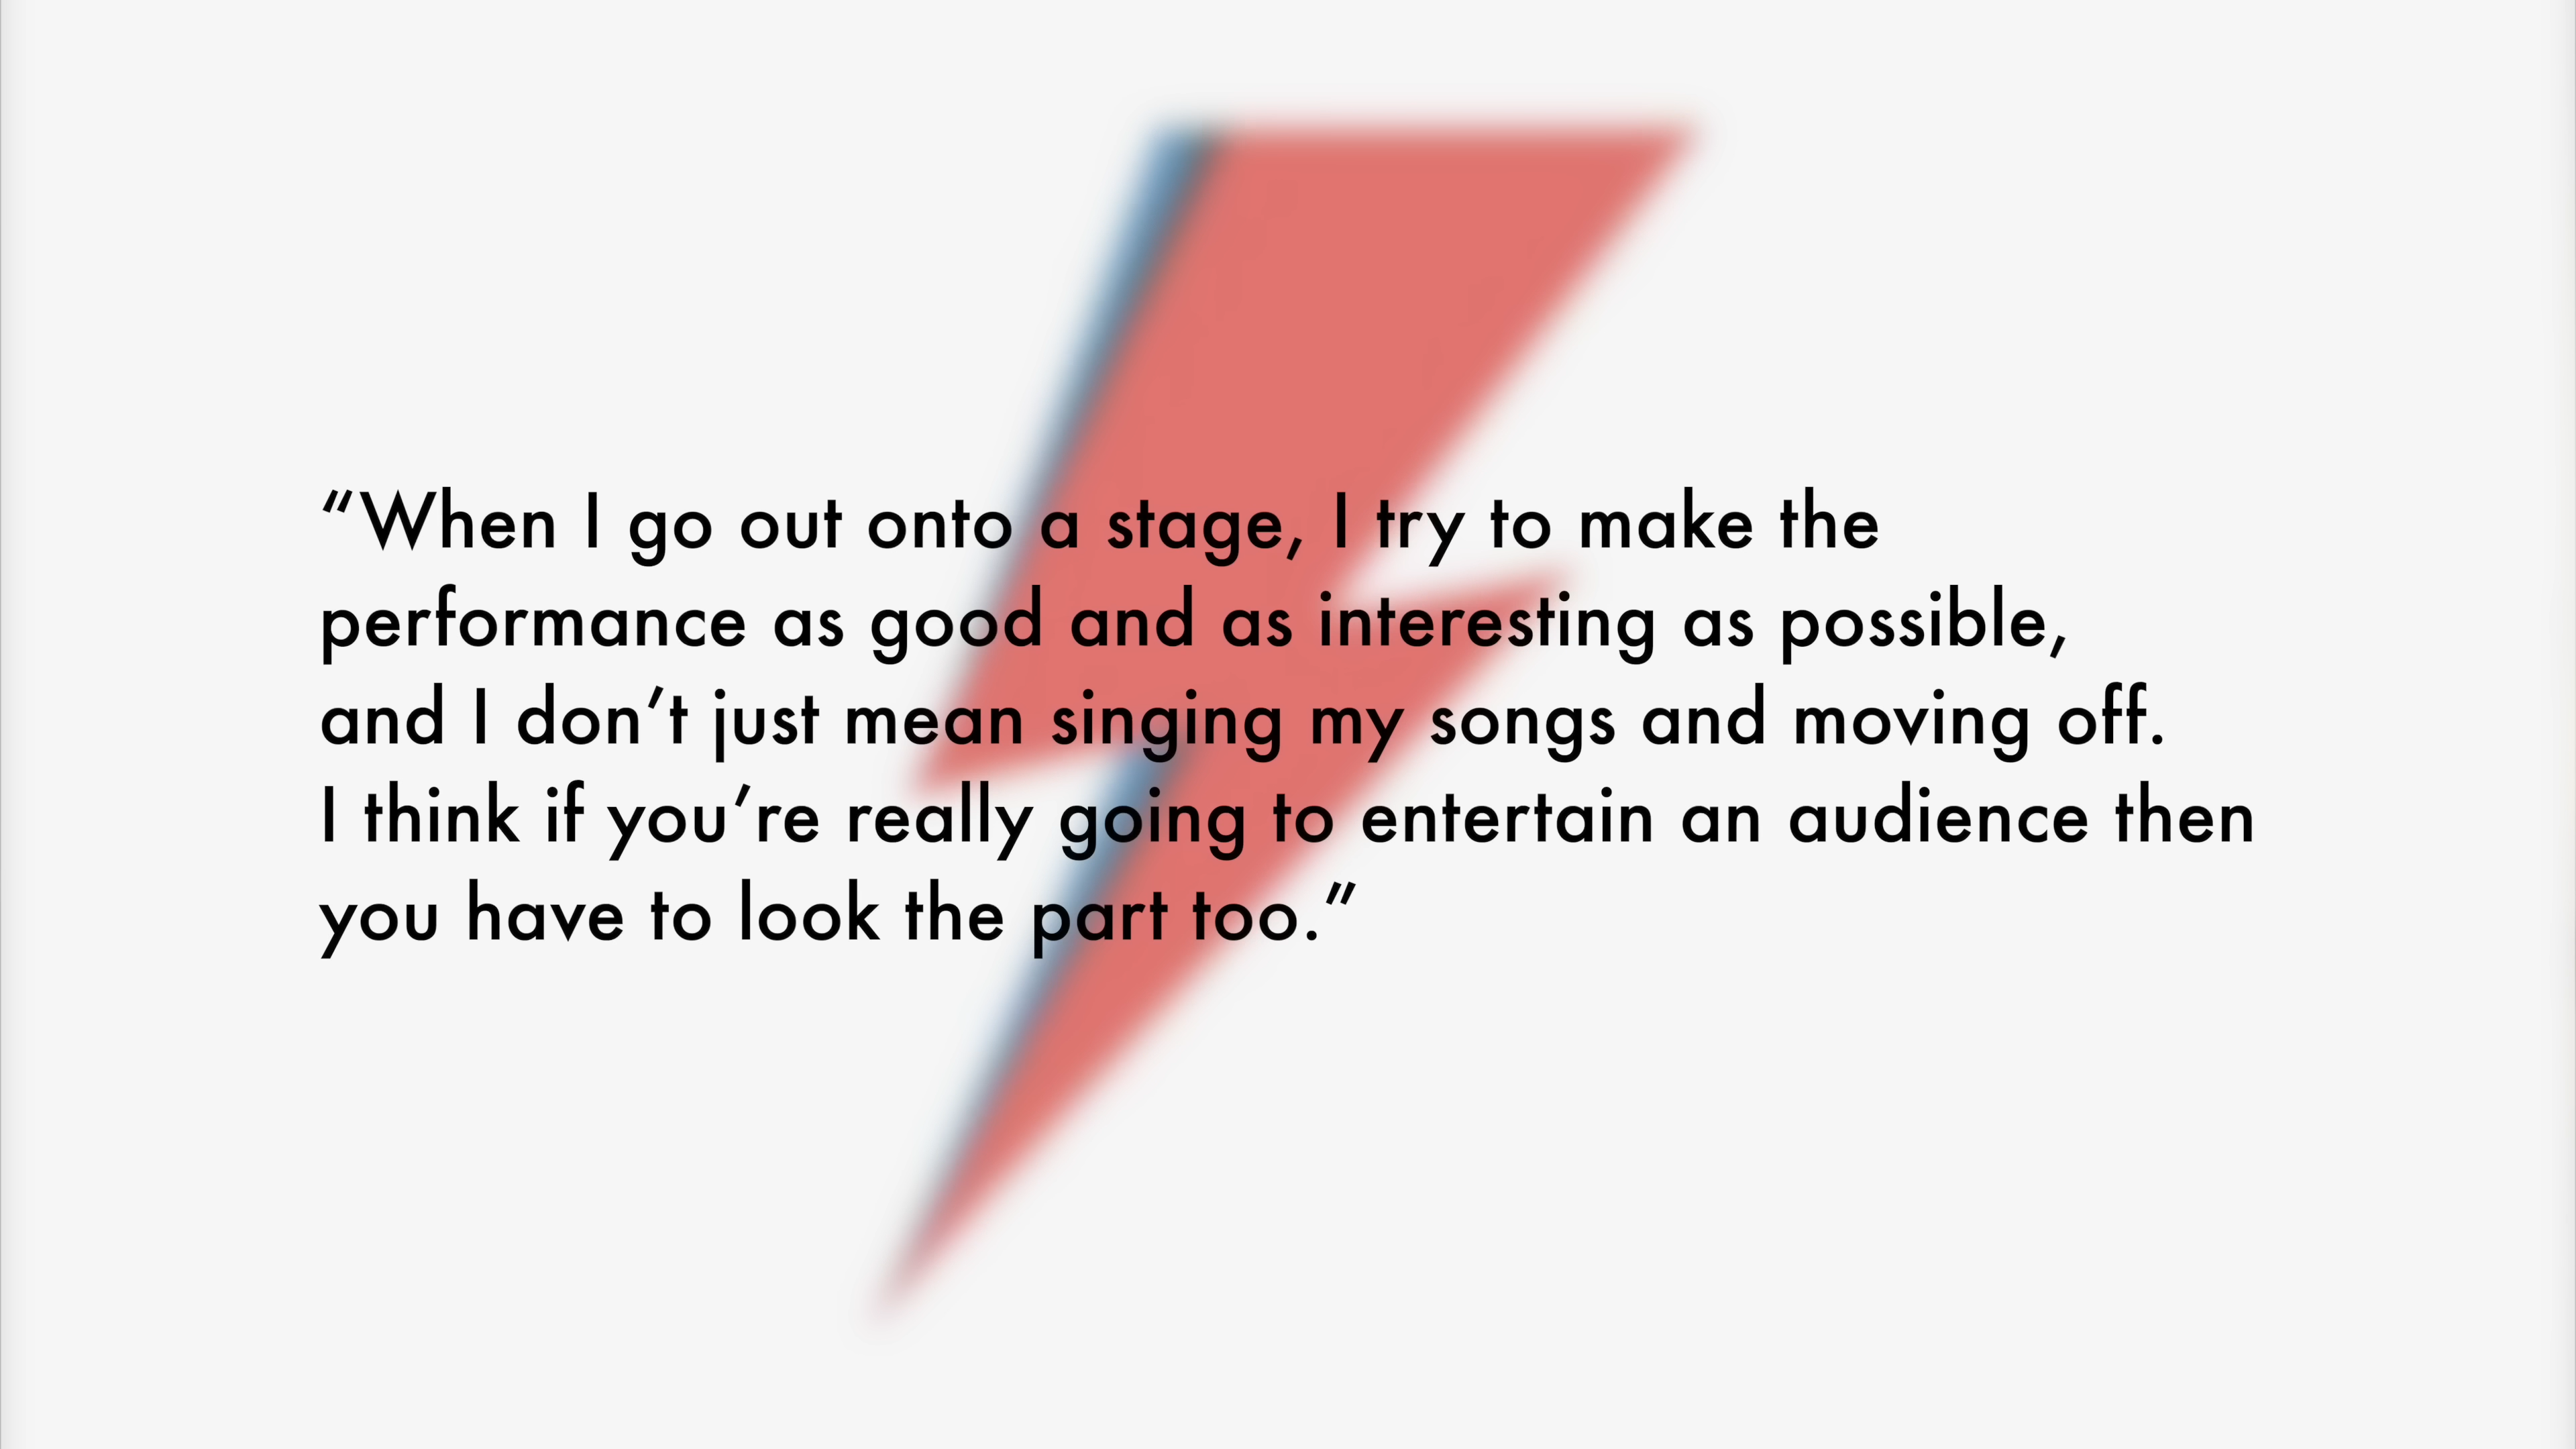 “When I go out onto a stage, I try to make the
performance as good and as interesting as possible,
and I don’t just mean singing my songs and moving off.
I think if you’re really going to entertain an audience then
you have to look the part too.”